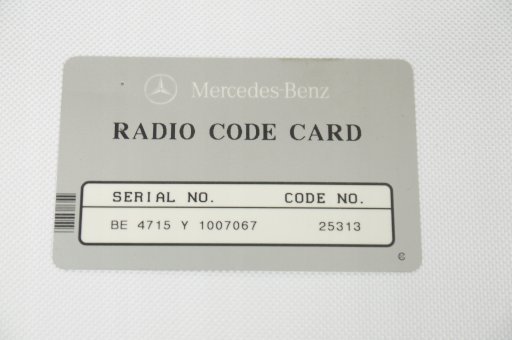 Mercedes-Benz
RADIO CODE CARD
SERIAL NO. CODE NO.
BE 4715 Y 1007067 25313